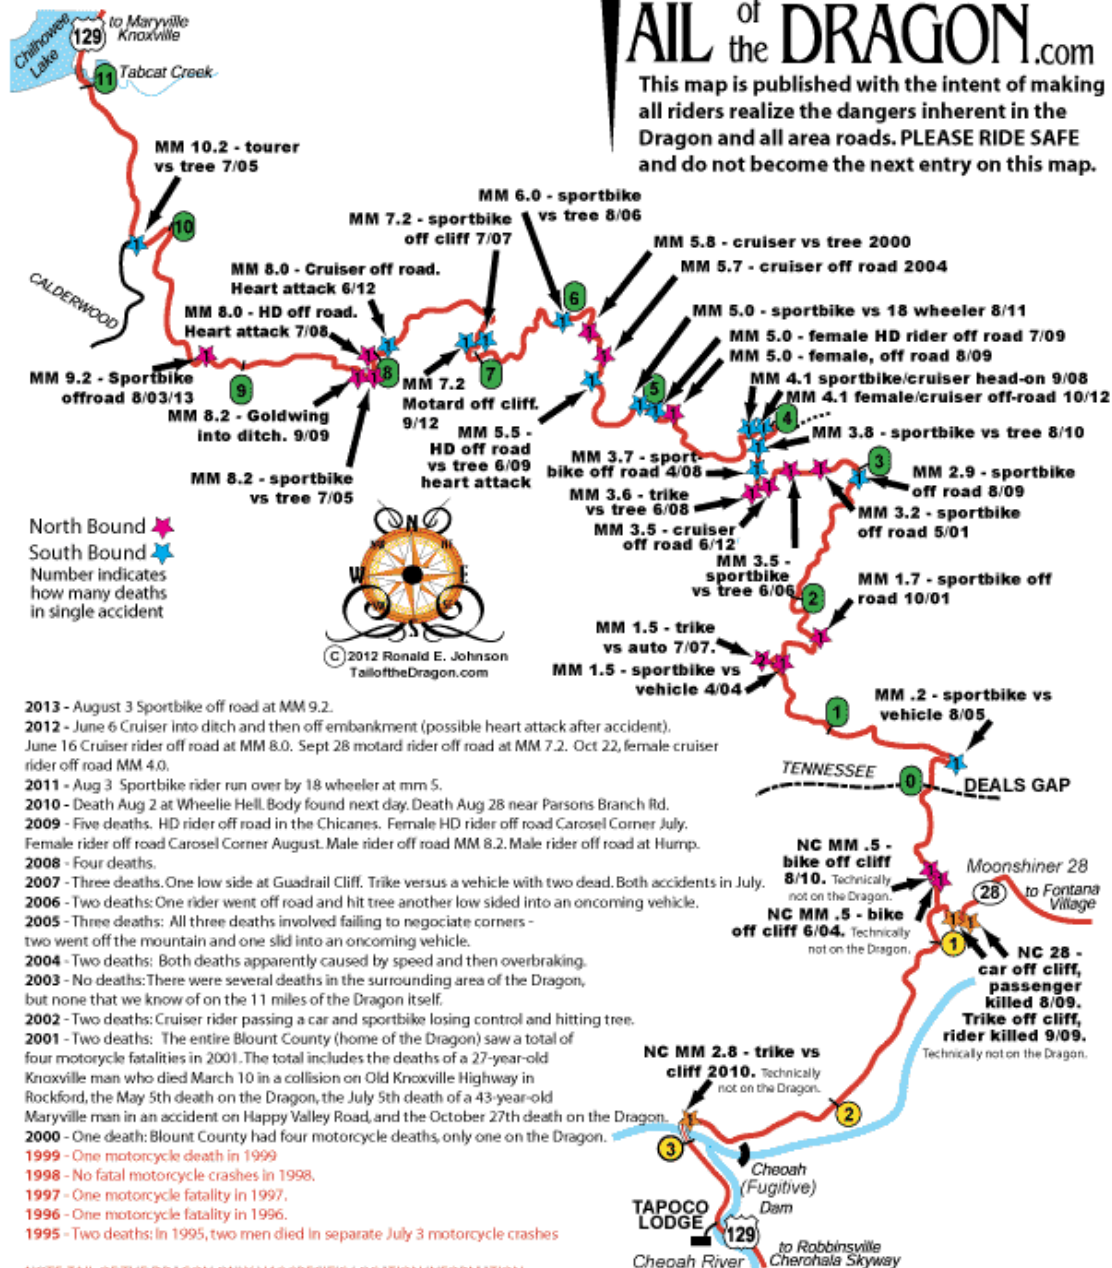 to Maryville
Knoxville
129
Chilhowee
Lake
11
Tabcat Creek
TAIL of the DRAGON.com
This map is published with the intent of making
all riders realize the dangers inherent in the
Dragon and all area roads. PLEASE RIDE SAFE
and do not become the next entry on this map.
MM 10.2 - tourer
vs tree 7/05
1
10
CALDERWOOD
MM 6.0 - sportbike
vs tree 8/06
MM 7.2 - sportbike
off cliff 7/07
MM 5.8 - cruiser vs tree 2000
MM 5.7 - cruiser off road 2004
MM 8.0 - Cruiser off road.
Heart attack 6/12
MM 8.0 - HD off road.
Heart attack 7/08
6
MM 5.0 - sportbike vs 18 wheeler 8/11
MM 5.0 - female HD rider off road 7/09
MM 5.0 - female, off road 8/09
MM 9.2 - Sportbike
offroad 8/03/13
9
8
7
5
MM 4.1 sportbike/cruiser head-on 9/08
MM 4.1 female/cruiser off-road 10/12
4
MM 8.2 - Goldwing
into ditch. 9/09
MM 7.2
Motard off cliff.
9/12
MM 5.5 -
HD off road
vs tree 6/09
heart attack
MM 3.8 - sportbike vs tree 8/10
MM 8.2 - sportbike
vs tree 7/05
MM 3.7 - sport-
bike off road 4/08
3
MM 2.9 - sportbike
off road 8/09
MM 3.6 - trike
vs tree 6/08
MM 3.2 - sportbike
off road 5/01
MM 3.5 - cruiser
off road 6/12
MM 3.5 -
sportbike
vs tree 6/06
North Bound
South Bound
Number indicates
how many deaths
in single accident
N
W
E
S
© 2012 Ronald E. Johnson
TailoftheDragon.com
2
MM 1.7 - sportbike off
road 10/01
MM 1.5 - trike
vs auto 7/07.
MM 1.5 - sportbike vs
vehicle 4/04
2
1
1
MM .2 - sportbike vs
vehicle 8/05
TENNESSEE
0
DEALS GAP
2013 - August 3 Sportbike off road at MM 9.2.
2012 - June 6 Cruiser into ditch and then off embankment (possible heart attack after accident).
June 16 Cruiser rider off road at MM 8.0. Sept 28 motard rider off road at MM 7.2. Oct 22, female cruiser
rider off road MM 4.0.
2011 - Aug 3 Sportbike rider run over by 18 wheeler at mm 5.
2010 - Death Aug 2 at Wheelie Hell. Body found next day. Death Aug 28 near Parsons Branch Rd.
2009 - Five deaths. HD rider off road in the Chicanes. Female HD rider off road Carosel Corner July.
Female rider off road Carosel Corner August. Male rider off road MM 8.2. Male rider off road at Hump.
2008 - Four deaths.
2007 - Three deaths. One low side at Guadrail Cliff. Trike versus a vehicle with two dead. Both accidents in July.
2006 - Two deaths: One rider went off road and hit tree another low sided into an oncoming vehicle.
2005 - Three deaths: All three deaths involved failing to negociate corners -
two went off the mountain and one slid into an oncoming vehicle.
2004 - Two deaths: Both deaths apparently caused by speed and then overbraking.
2003 - No deaths: There were several deaths in the surrounding area of the Dragon,
but none that we know of on the 11 miles of the Dragon itself.
2002 - Two deaths: Cruiser rider passing a car and sportbike losing control and hitting tree.
2001 - Two deaths: The entire Blount County (home of the Dragon) saw a total of
four motorcyle fatalities in 2001. The total includes the deaths of a 27-year-old
Knoxville man who died March 10 in a collision on Old Knoxville Highway in
Rockford, the May 5th death on the Dragon, the July 5th death of a 43-year-old
Maryville man in an accident on Happy Valley Road, and the October 27th death on the Dragon.
2000 - One death: Blount County had four motorcycle deaths, only one on the Dragon.
1999 - One motorcycle death in 1999
1998 - No fatal motorcycle crashes in 1998.
1997 - One motorcycle fatality in 1997.
1996 - One motorcycle fatality in 1996.
1995 - Two deaths: In 1995, two men died in separate July 3 motorcycle crashes
NC MM .5 -
bike off cliff
8/10. Technically
not on the Dragon.
NC MM .5 - bike
off cliff 6/04. Technically
not on the Dragon.
Moonshiner 28
28
to Fontana
Village
1
NC 28 -
car off cliff,
passenger
killed 8/09.
Trike off cliff,
rider killed 9/09.
Technically not on the Dragon.
NC MM 2.8 - trike vs
cliff 2010. Technically
not on the Dragon.
2
3
Cheoah
(Fugitive)
Dam
TAPOCO
LODGE
129
to Robbinsville
Cherohala Skyway
Cheoah River